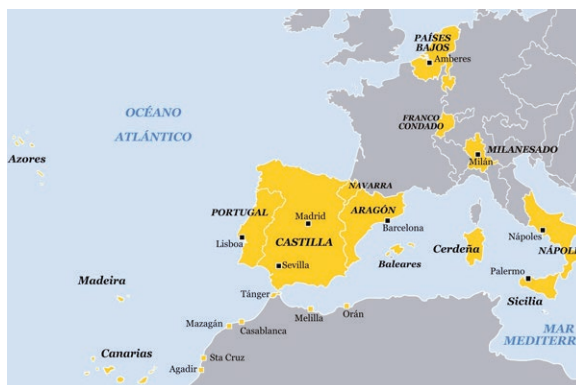 PAÍSES
BAJOS
Amberes
OCÉANO
ATLÁNTICO
FRANCO
CONDADO
MILANESADO
Milán
Azores
NAVARRA
PORTUGAL
ARAGÓN
Madrid
Barcelona
Lisboa
CASTILLA
Nápoles
NÁPOL
Cerdeña
Baleares
Sevilla
Palermo
Madeira
Tánger
Sicilia
Melilla
Orán
Mazagán
Casablanca
MAR
MEDITERR
Canarias
Sta Cruz
Agadir